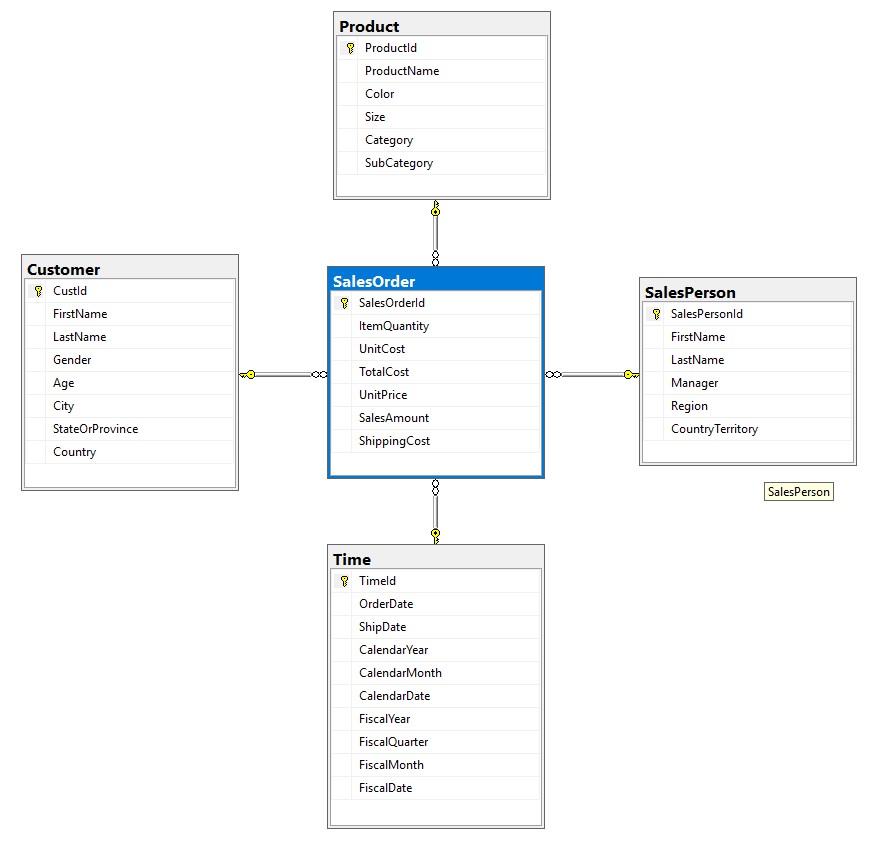 Product
ProductId
ProductName
Color
Size
Category
SubCategory
Customer
CustId
FirstName
LastName
Gender
Age
City
StateOrProvince
Country
SalesOrder
SalesOrderId
ItemQuantity
UnitCost
TotalCost
UnitPrice
SalesAmount
ShippingCost
SalesPerson
SalesPersonId
FirstName
LastName
Manager
Region
CountryTerritory
SalesPerson
Time
TimeId
OrderDate
ShipDate
CalendarYear
CalendarMonth
CalendarDate
FiscalYear
FiscalQuarter
FiscalMonth
FiscalDate